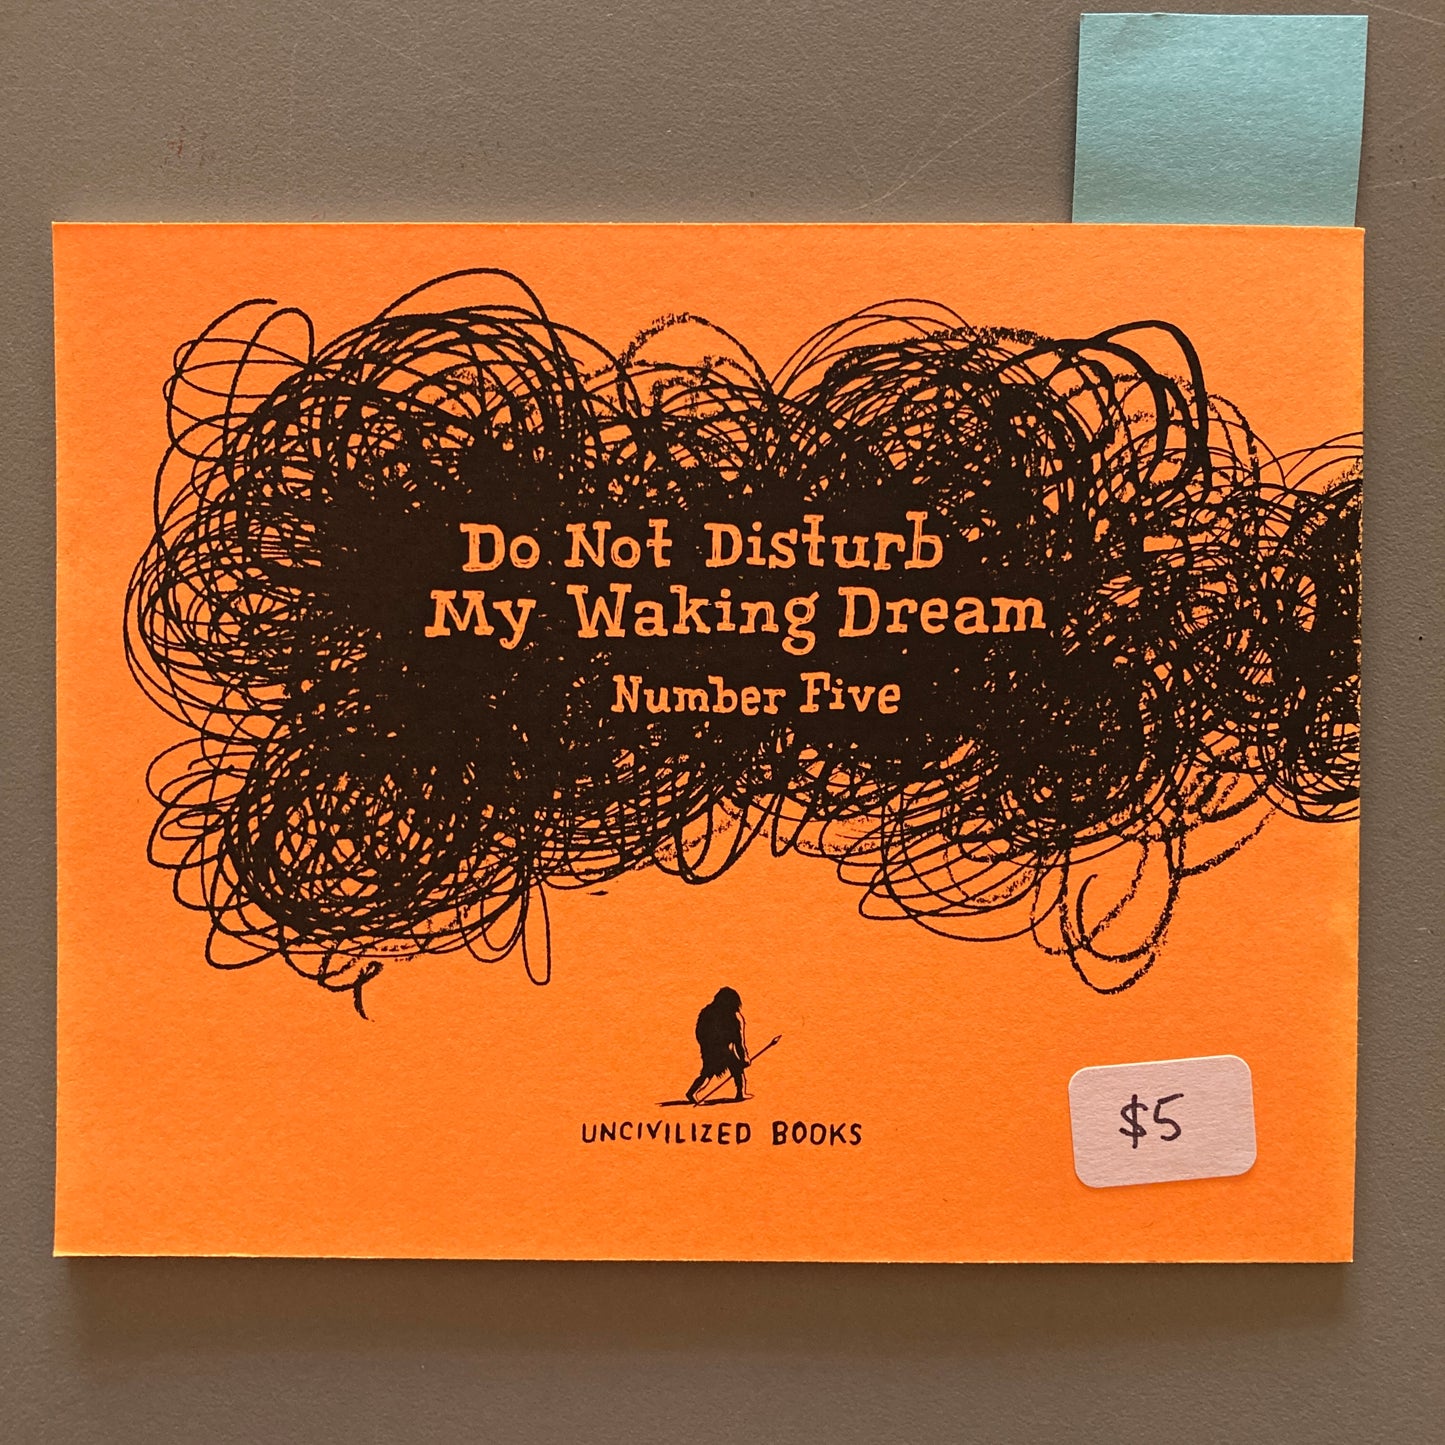 Do Not Disturb
My Waking Dream
Number Five
UNCIVILIZED BOOKS
$5